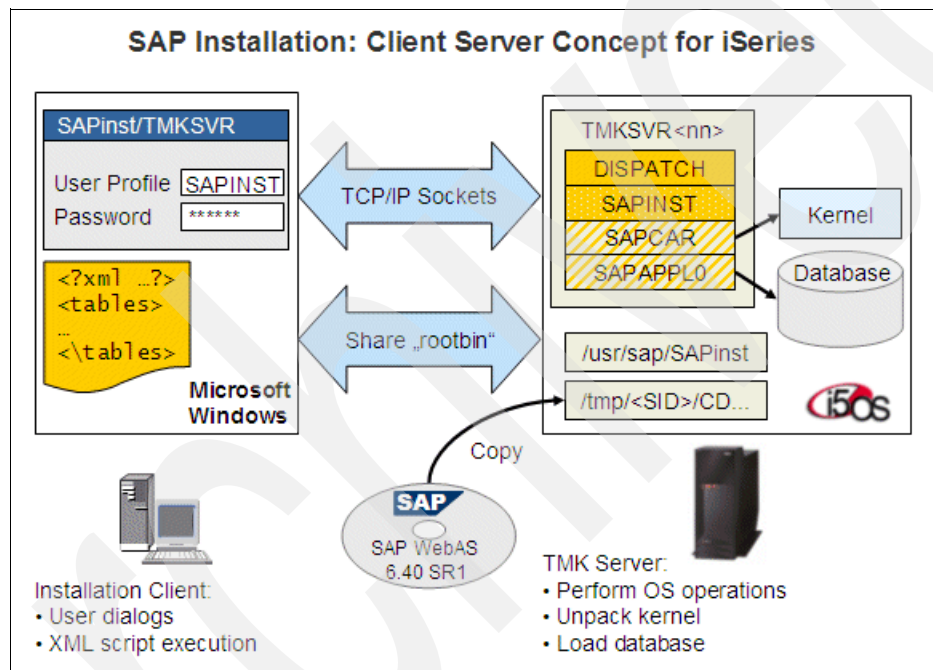 SAP Installation: Client Server Concept for iSeries
SAPinst/TMKSVR
User Profile SAPINST
Password ******
<?xml …?>
<tables>
…
<\tables>
Microsoft
Windows
TCP/IP Sockets
Share „rootbin“
TMKSVR<nn>
DISPATCH
SAPINST
SAPCAR
SAPAPPL0
Kernel
Database
/usr/sap/SAPinst
/tmp/<SID>/CD...
i5/OS
Copy
SAP
SAP WebAS
6.40 SR1
Installation Client:
• User dialogs
• XML script execution
TMK Server:
• Perform OS operations
• Unpack kernel
• Load database